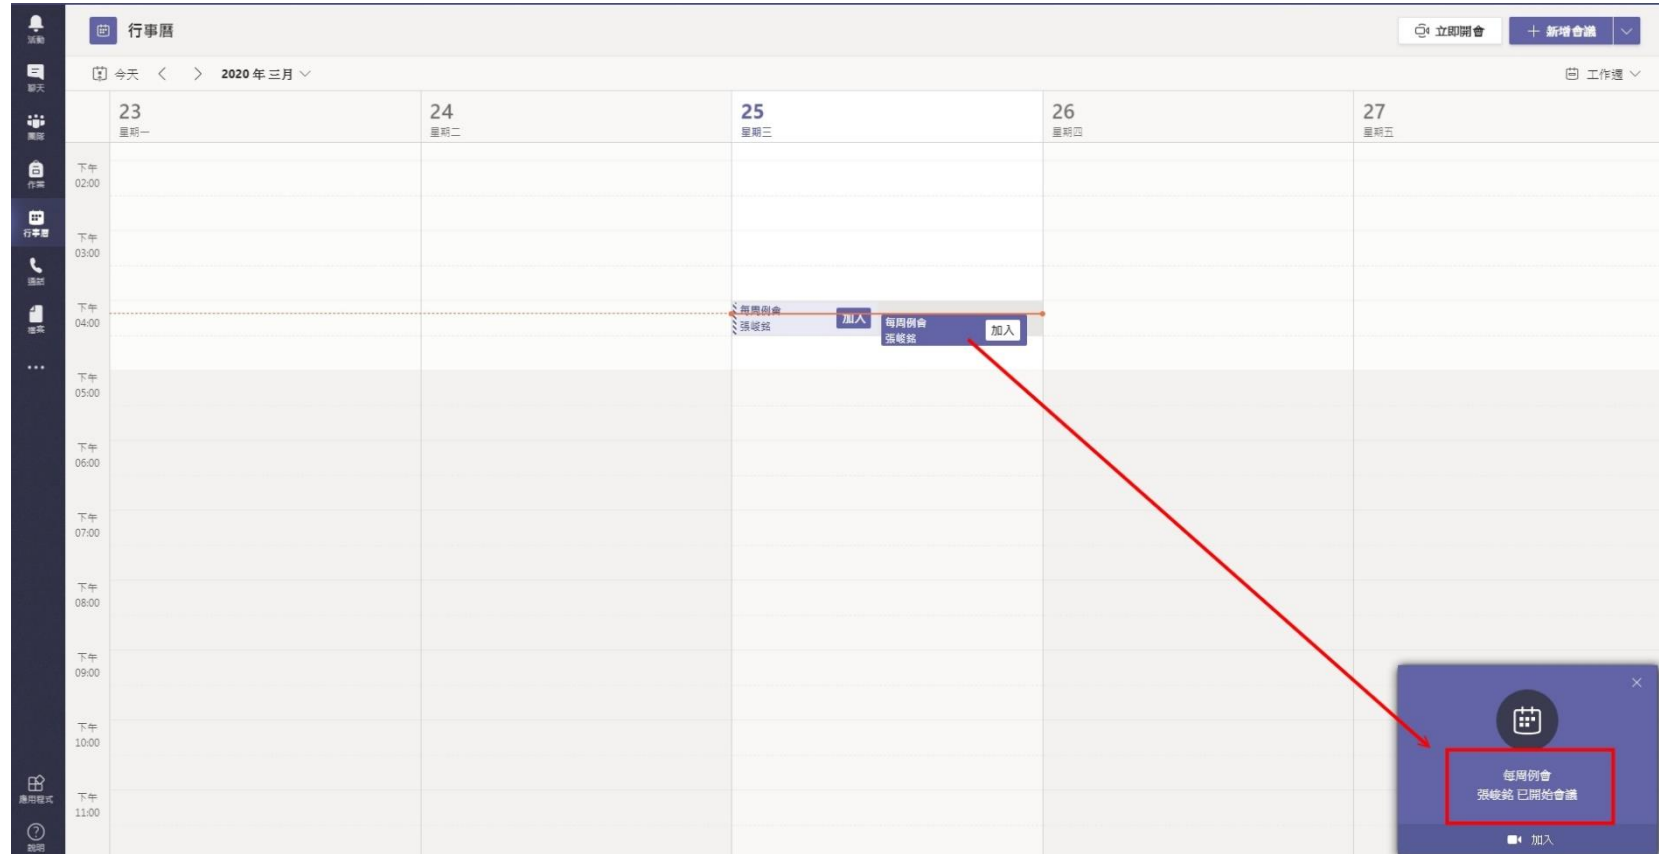 活動
聊天
團隊
作業
行事曆
通話
檔案
應用程式
說明
行事曆
立即開會
新增會議
今天
2020 年 三月
工作週
23
星期一
24
星期二
25
星期三
26
星期四
27
星期五
下午
02:00
下午
03:00
下午
04:00
下午
05:00
下午
06:00
下午
07:00
下午
08:00
下午
09:00
下午
10:00
下午
11:00
每周例會
張峻銘
加入
每周例會
張峻銘
加入
每周例會
張峻銘 已開始會議
加入